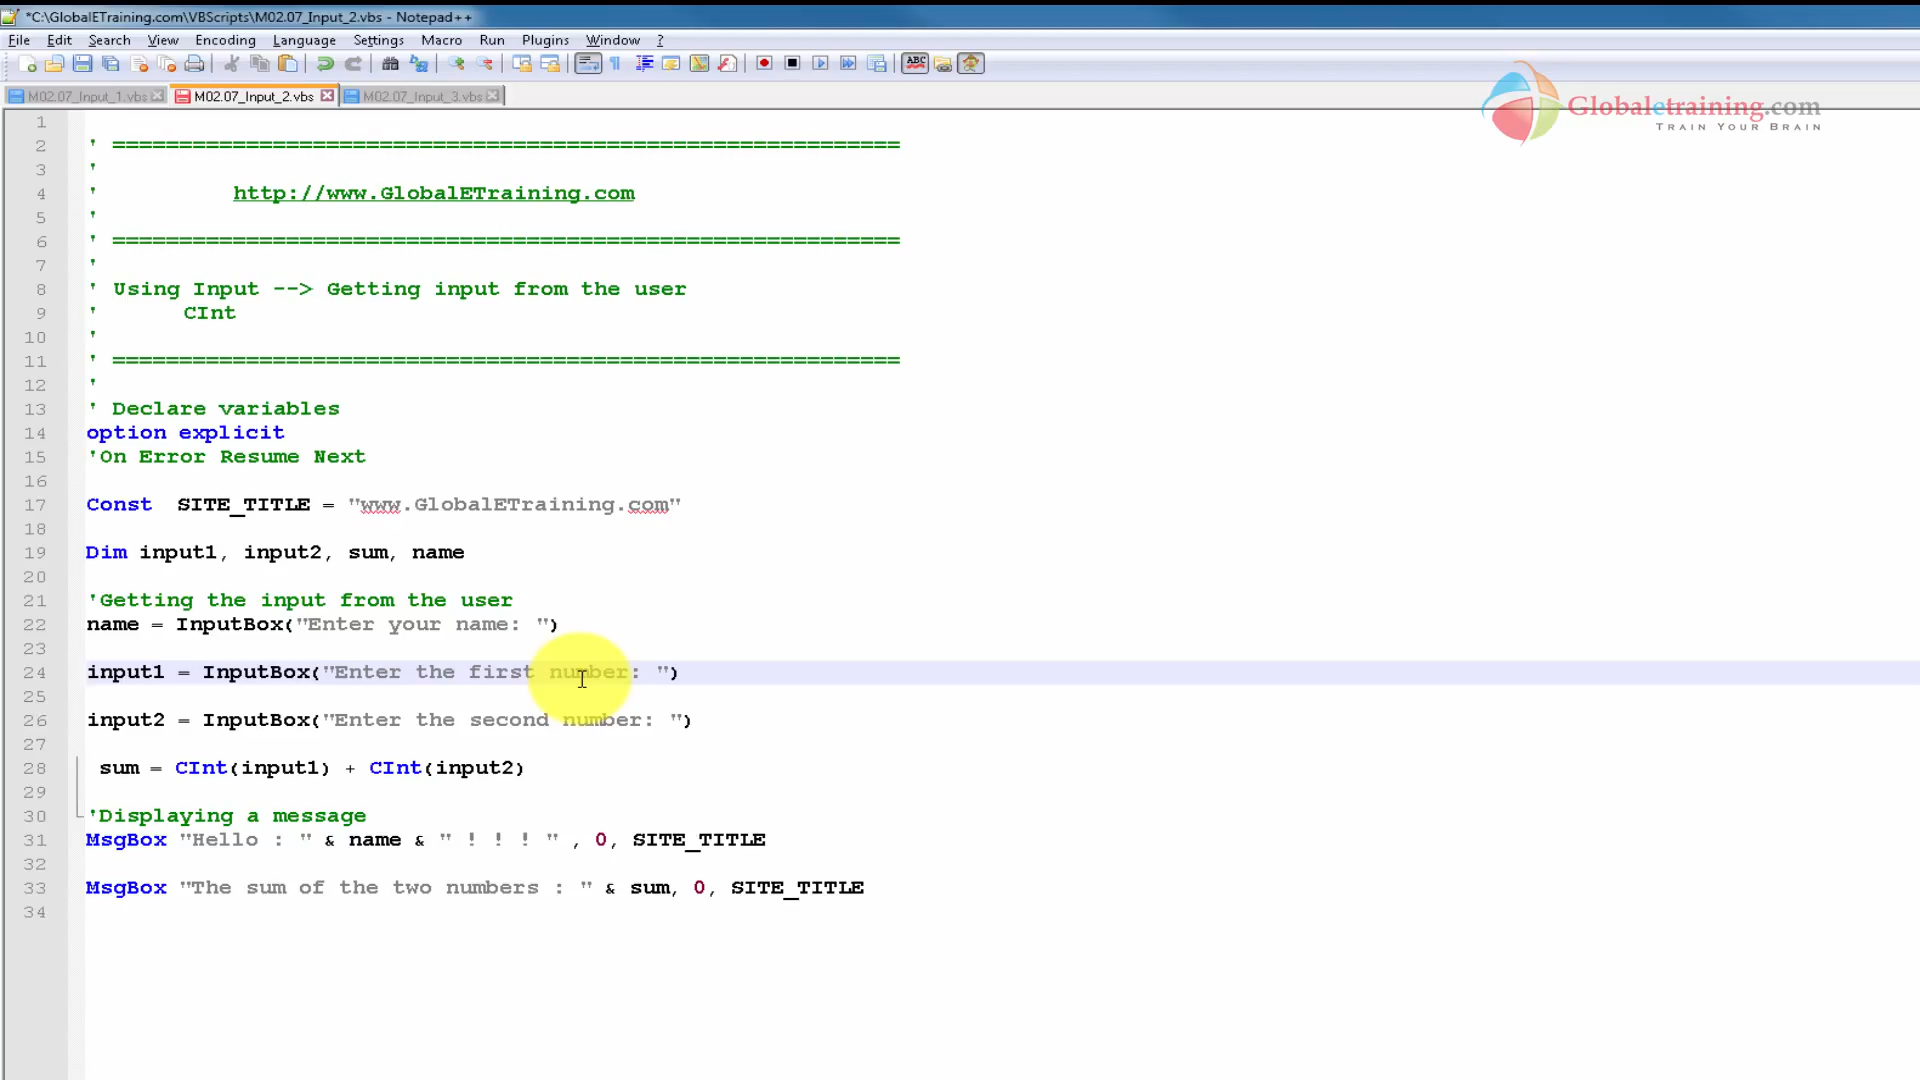 *C:\GlobalETraining.com\VBScripts\M02.07_Input_2.vbs - Notepad++
File Edit Search View Encoding Language Settings Macro Run Plugins Window ?
ABC
M02.07_Input_1.vbs M02.07_Input_2.vbs M02.07_Input_3.vbs
Globaletraining.com
TRAIN YOUR BRAIN
1
2 ' ===========================================================
3 '
4 ' http://www.GlobalETraining.com
5 '
6 ' ===========================================================
7 '
8 ' Using Input --> Getting input from the user
9 ' CInt
10 '
11 ' ===========================================================
12 '
13 ' Declare variables
14 option explicit
15 'On Error Resume Next
16
17 Const  SITE_TITLE = "www.GlobalETraining.com"
18
19 Dim input1, input2, sum, name
20
21 'Getting the input from the user
22 name = InputBox("Enter your name: ")
23
24 input1 = InputBox("Enter the first number: ")
25
26 input2 = InputBox("Enter the second number: ")
27
28 sum = CInt(input1) + CInt(input2)
29
30 'Displaying a message
31 MsgBox "Hello : " & name & " ! ! ! " , 0, SITE_TITLE
32
33 MsgBox "The sum of the two numbers : " & sum, 0, SITE_TITLE
34